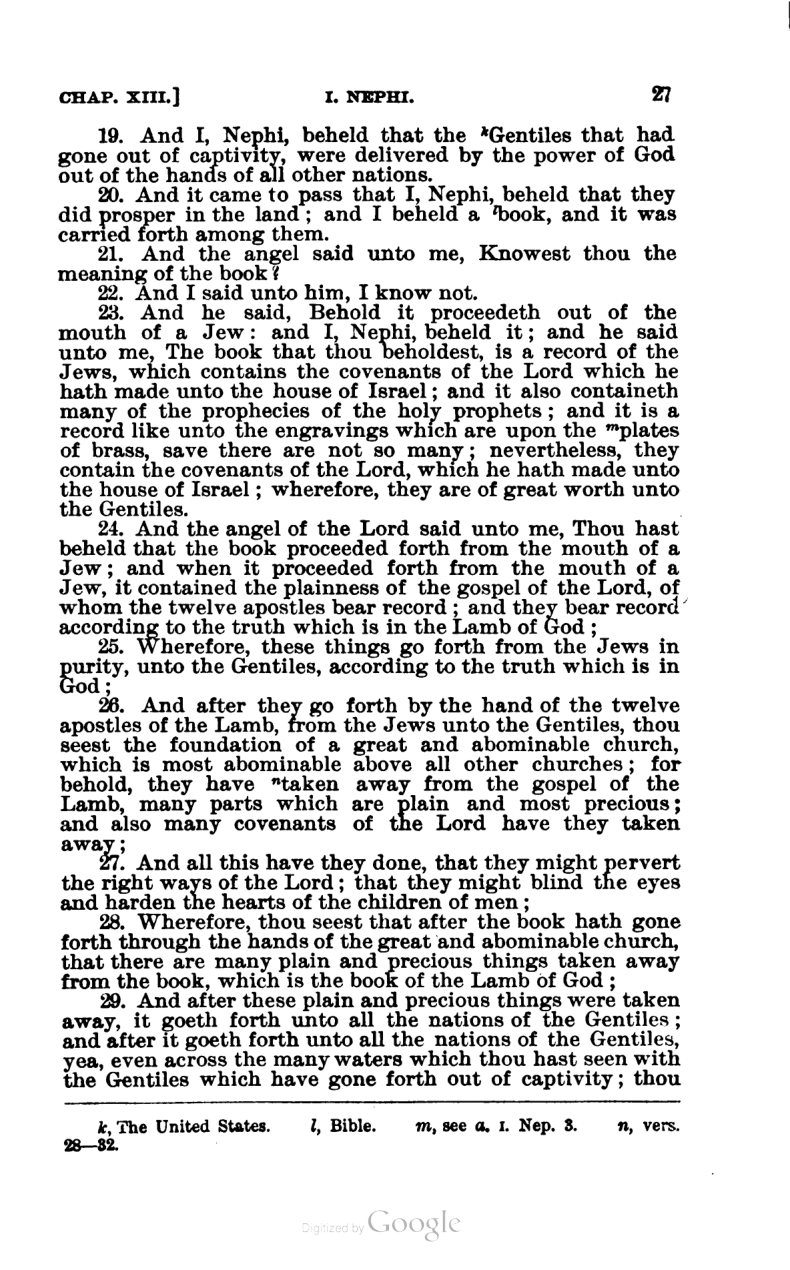 CHAP. XIII.] I. NEPHI. 27
19. And I, Nephi, beheld that the kGentiles that had
gone out of captivity, were delivered by the power of God
out of the hands of all other nations.
20. And it came to pass that I, Nephi, beheld that they
did prosper in the land; and I beheld a lbook, and it was
carried forth among them.
21. And the angel said unto me, Knowest thou the
meaning of the book?
22. And I said unto him, I know not.
23. And he said, Behold it proceedeth out of the
mouth of a Jew: and I, Nephi, beheld it; and he said
unto me, The book that thou beholdest, is a record of the
Jews, which contains the covenants of the Lord which he
hath made unto the house of Israel; and it also containeth
many of the prophecies of the holy prophets; and it is a
record like unto the engravings which are upon the mplates
of brass, save there are not so many; nevertheless, they
contain the covenants of the Lord, which he hath made unto
the house of Israel; wherefore, they are of great worth unto
the Gentiles.
24. And the angel of the Lord said unto me, Thou hast
beheld that the book proceeded forth from the mouth of a
Jew; and when it proceeded forth from the mouth of a
Jew, it contained the plainness of the gospel of the Lord, of
whom the twelve apostles bear record; and they bear record
according to the truth which is in the Lamb of God;
25. Wherefore, these things go forth from the Jews in
purity, unto the Gentiles, according to the truth which is in
God;
26. And after they go forth by the hand of the twelve
apostles of the Lamb, from the Jews unto the Gentiles, thou
seest the foundation of a great and abominable church,
which is most abominable above all other churches; for
behold, they have ntaken away from the gospel of the
Lamb, many parts which are plain and most precious;
and also many covenants of the Lord have they taken
away;
27. And all this have they done, that they might pervert
the right ways of the Lord; that they might blind the eyes
and harden the hearts of the children of men;
28. Wherefore, thou seest that after the book hath gone
forth through the hands of the great and abominable church,
that there are many plain and precious things taken away
from the book, which is the book of the Lamb of God;
29. And after these plain and precious things were taken
away, it goeth forth unto all the nations of the Gentiles;
and after it goeth forth unto all the nations of the Gentiles,
yea, even across the many waters which thou hast seen with
the Gentiles which have gone forth out of captivity; thou
k, The United States. l, Bible. m, see a. I. Nep. 3. n, vers.
28—32.
Digitized by Google